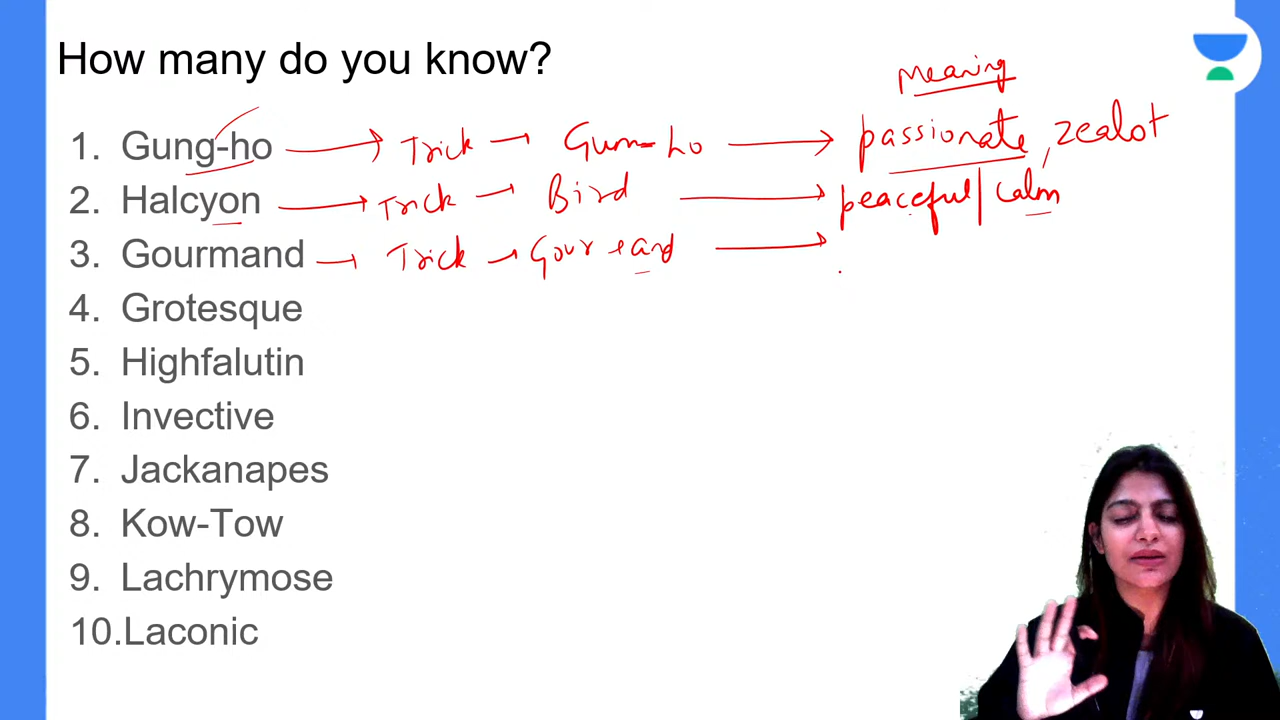 How many do you know?
Meaning
1. Gung-ho → Trick → Gum-ho → passionate, zealot
2. Halcyon → Trick → Bird → peaceful/calm
3. Gourmand → Trick → Gour + and →
4. Grotesque
5. Highfalutin
6. Invective
7. Jackanapes
8. Kow-Tow
9. Lachrymose
10.Laconic